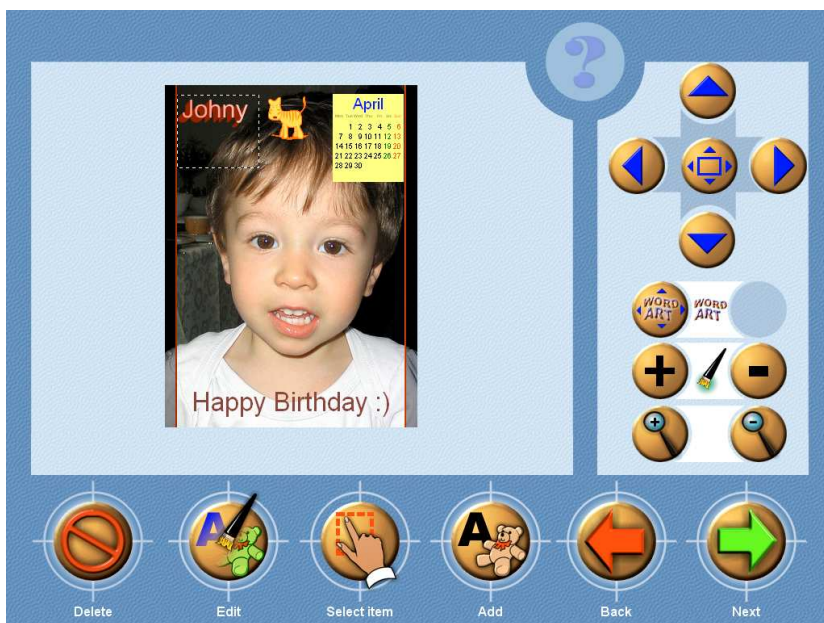 Johny
April
1 2 3 4 5 6
7 8 9 10 11 12 13
14 15 16 17 18 19 20
21 22 23 24 25 26 27
28 29 30
Happy Birthday :)
?
WORD ART
WORD ART
+ -
+ -
A
A
Delete Edit Select item Add Back Next